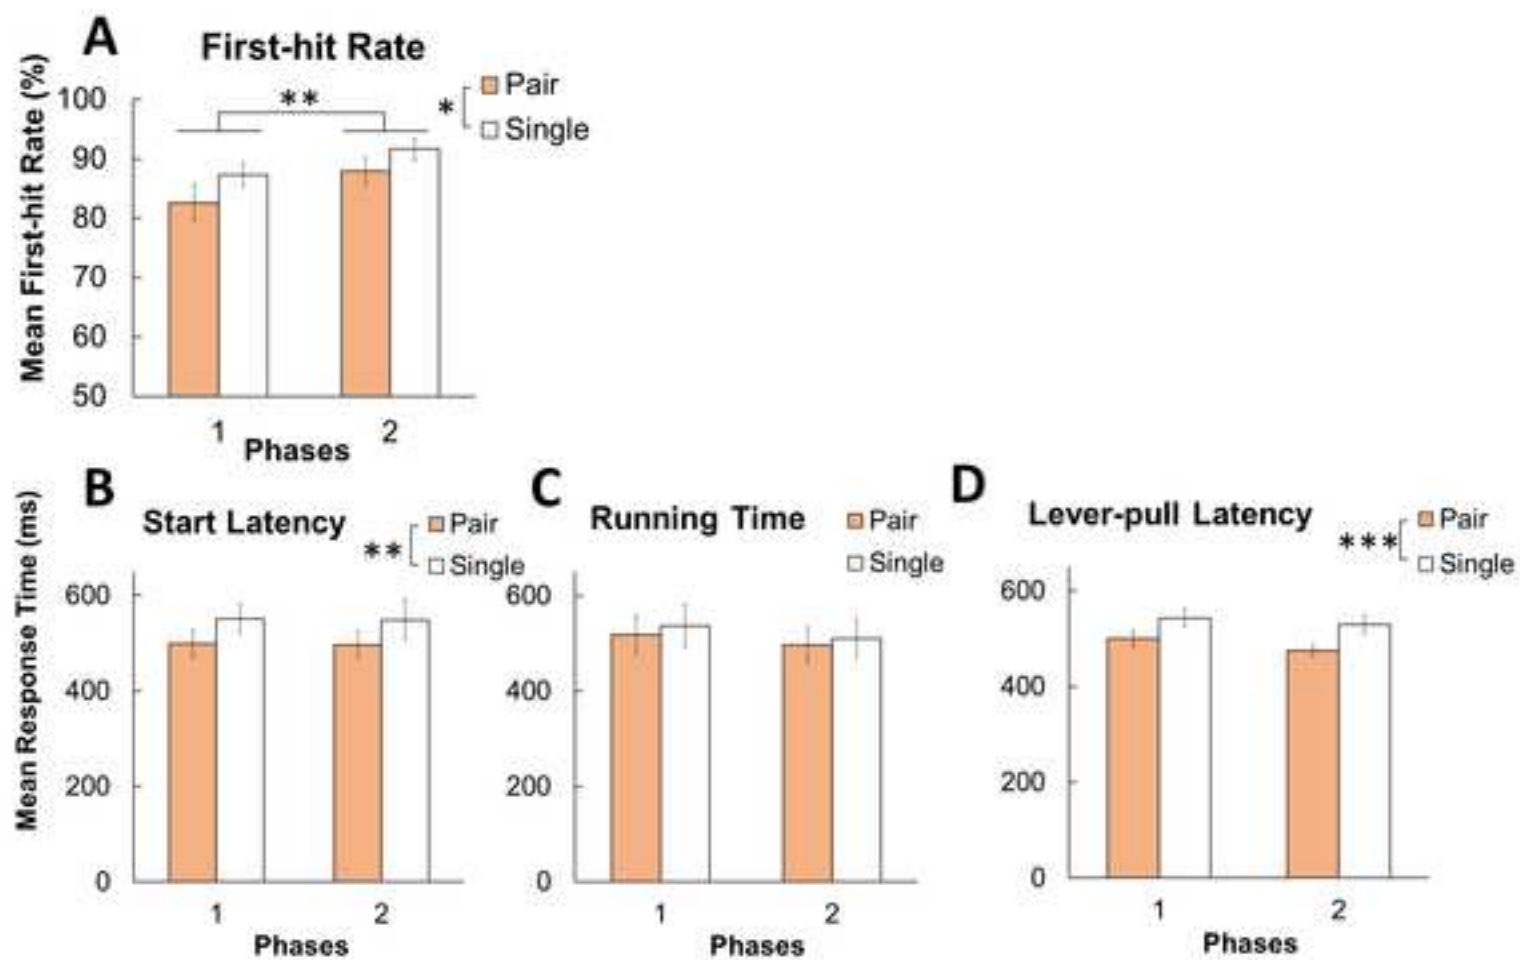 A
First-hit Rate
Mean First-hit Rate (%)
100
90
80
70
60
50
**
*
Pair
Single
1
2
Phases
B
Start Latency
Mean Response Time (ms)
**
Pair
Single
600
400
200
0
1
2
Phases
C
Running Time
Pair
Single
600
400
200
0
1
2
Phases
D
Lever-pull Latency
***
Pair
Single
600
400
200
0
1
2
Phases